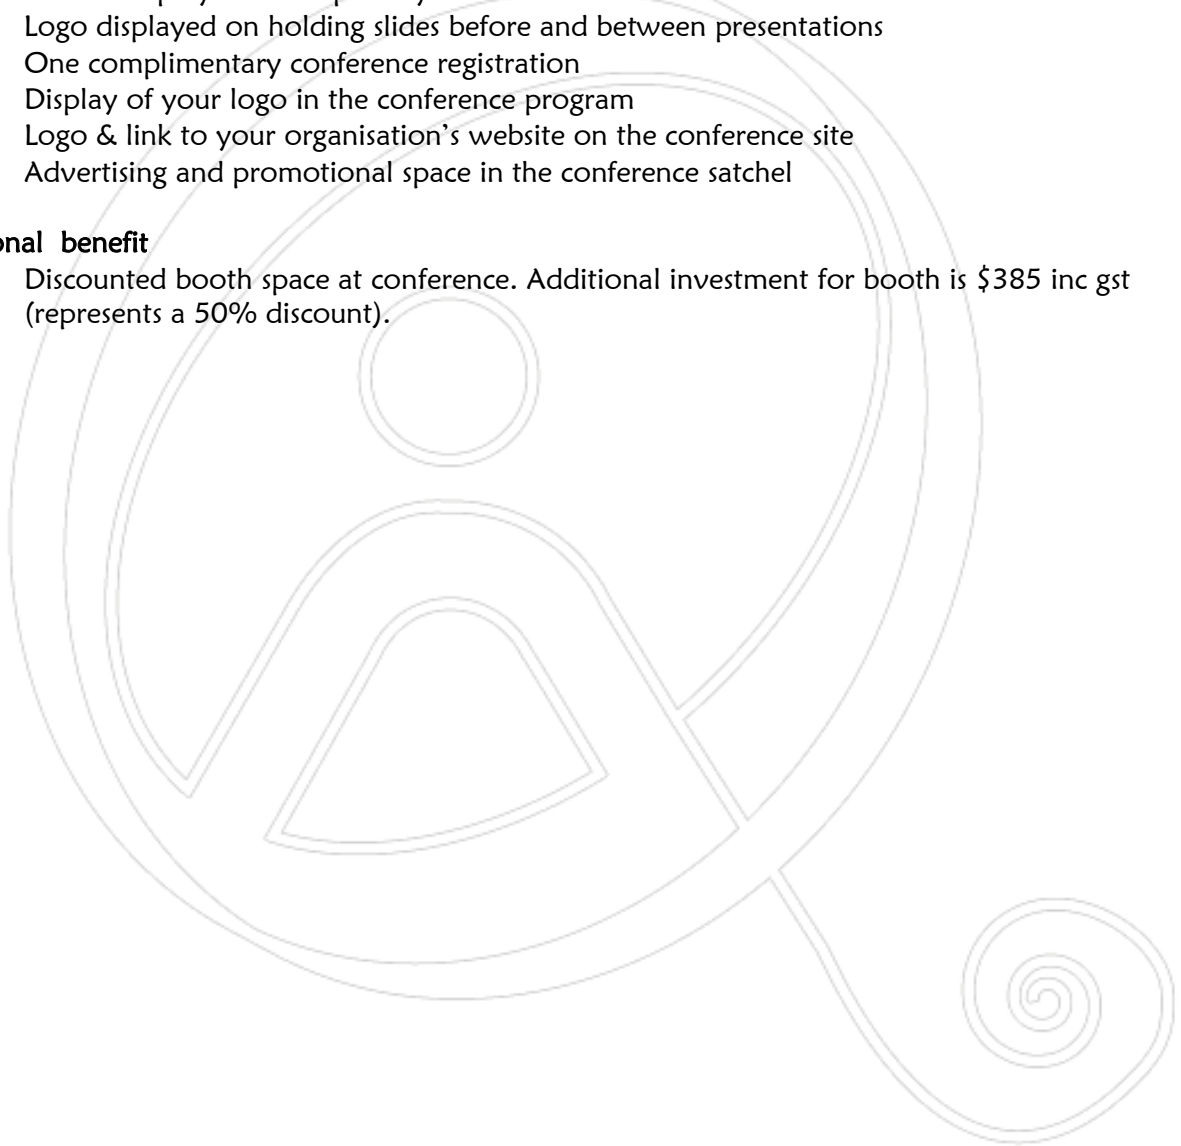 Logo displayed on holding slides before and between presentations
One complimentary conference registration
Display of your logo in the conference program
Logo & link to your organisation's website on the conference site
Advertising and promotional space in the conference satchel
benefit
Discounted booth space at conference. Additional investment for booth is $385 inc gst
(represents a 50% discount).